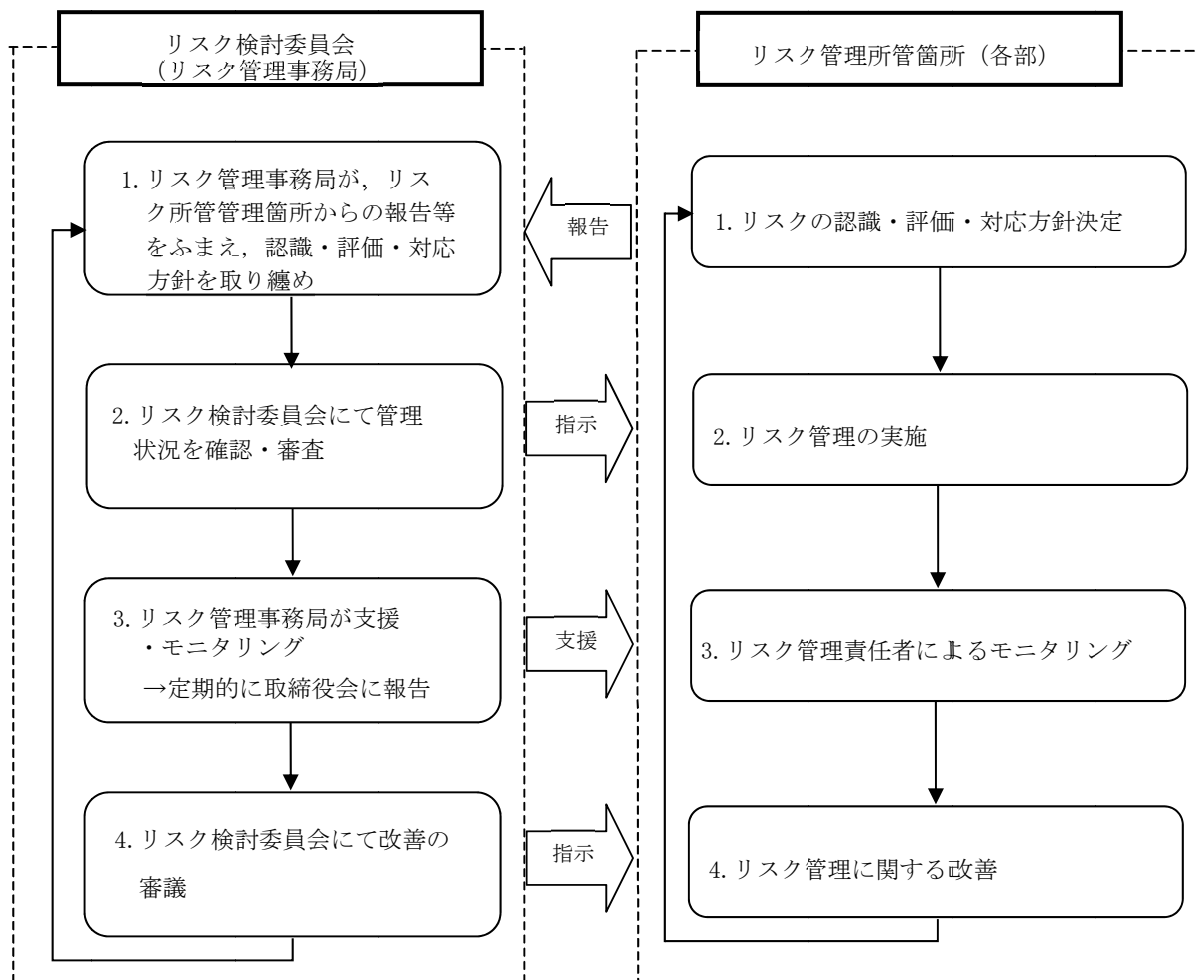 リスク検討委員会
(リスク管理事務局)
1. リスク管理事務局が，リス
ク所管管理箇所からの報告等
をふまえ，認識・評価・対応
方針を取り纏め
2. リスク検討委員会にて管理
状況を確認・審査
3. リスク管理事務局が支援
・モニタリング
→定期的に取締役会に報告
4. リスク検討委員会にて改善の
審議
報告
指示
支援
指示
リスク管理所管箇所（各部）
1. リスクの認識・評価・対応方針決定
2. リスク管理の実施
3. リスク管理責任者によるモニタリング
4. リスク管理に関する改善